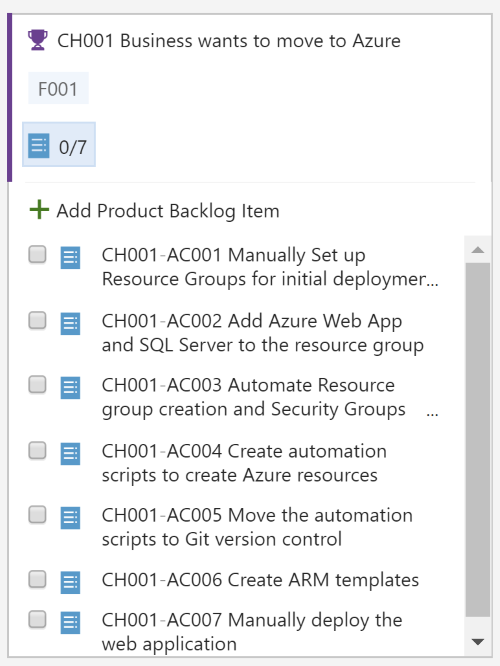 CH001 Business wants to move to Azure
F001
0/7
Add Product Backlog Item
CH001-AC001 Manually Set up
Resource Groups for initial deploymer...
CH001-AC002 Add Azure Web App
and SQL Server to the resource group
CH001-AC003 Automate Resource
group creation and Security Groups ...
CH001-AC004 Create automation
scripts to create Azure resources
CH001-AC005 Move the automation
scripts to Git version control
CH001-AC006 Create ARM templates
CH001-AC007 Manually deploy the
web application